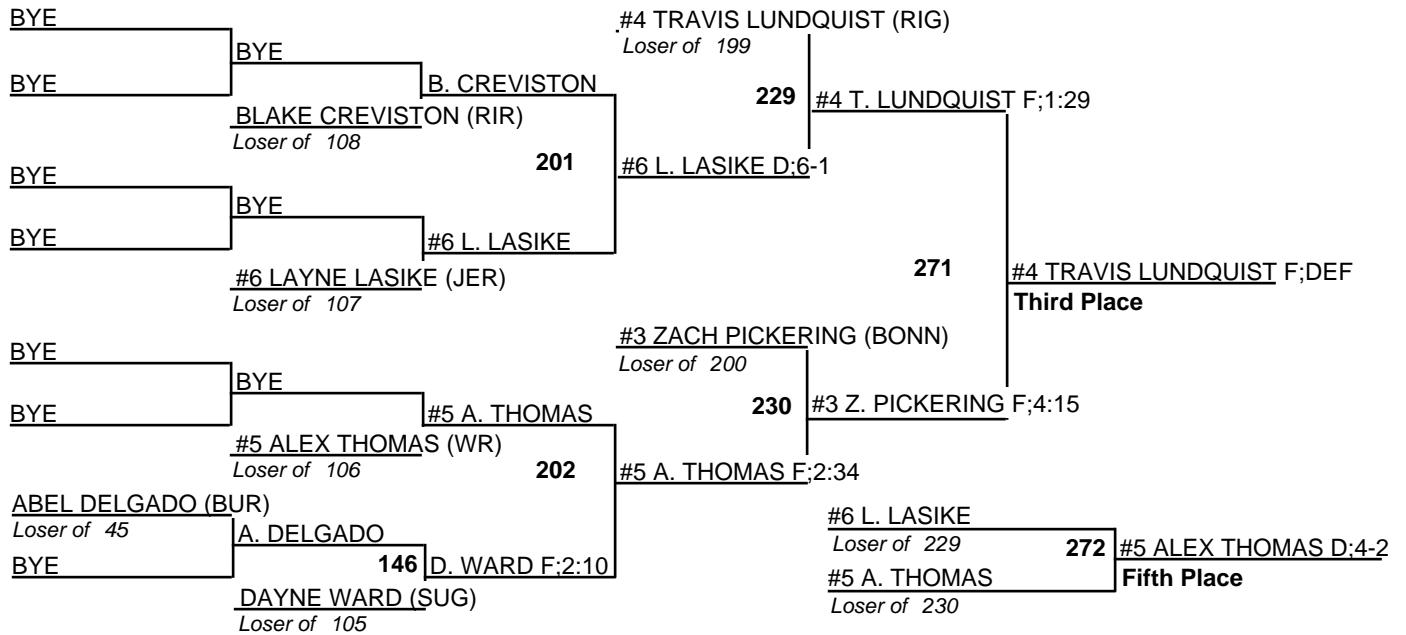 BYE
BYE
BYE
B. CREVISTON
BLAKE CREVISTON (RIR)
Loser of 108
201
BYE
BYE
BYE
#6 L. LASIKE
#6 LAYNE LASIKE (JER)
Loser of 107
#4 TRAVIS LUNDQUIST (RIG)
Loser of 199
229
#4 T. LUNDQUIST F;1:29
#6 L. LASIKE D;6-1
271
#4 TRAVIS LUNDQUIST F;DEF
Third Place
BYE
BYE
BYE
#5 A. THOMAS
#5 ALEX THOMAS (WR)
Loser of 106
202
ABEL DELGADO (BUR)
Loser of 45
BYE
A. DELGADO
146
D. WARD F;2:10
DAYNE WARD (SUG)
Loser of 105
#3 ZACH PICKERING (BONN)
Loser of 200
230
#3 Z. PICKERING F;4:15
#5 A. THOMAS F;2:34
#6 L. LASIKE
Loser of 229
272
#5 ALEX THOMAS D;4-2
Fifth Place
#5 A. THOMAS
Loser of 230